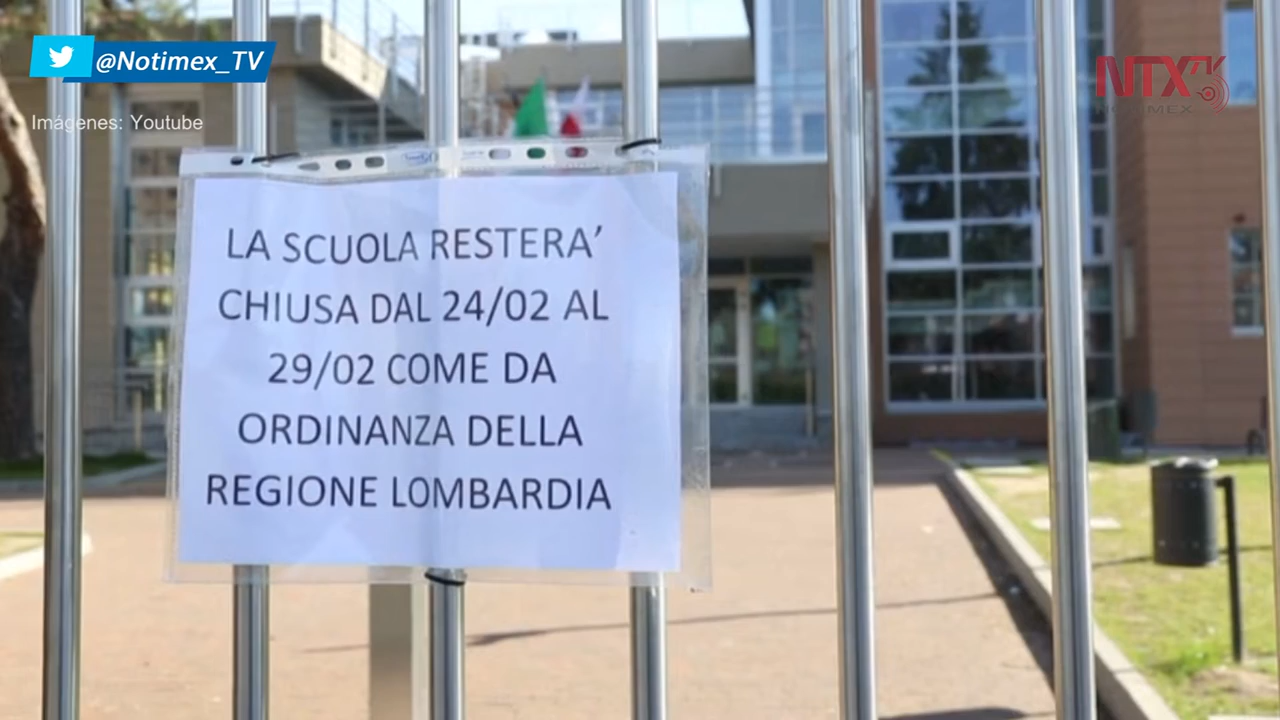 @Notimex_TV
NTX
NOTIMEX
Imágenes: Youtube
LA SCUOLA RESTERA’
CHIUSA DAL 24/02 AL
29/02 COME DA
ORDINANZA DELLA
REGIONE LOMBARDIA